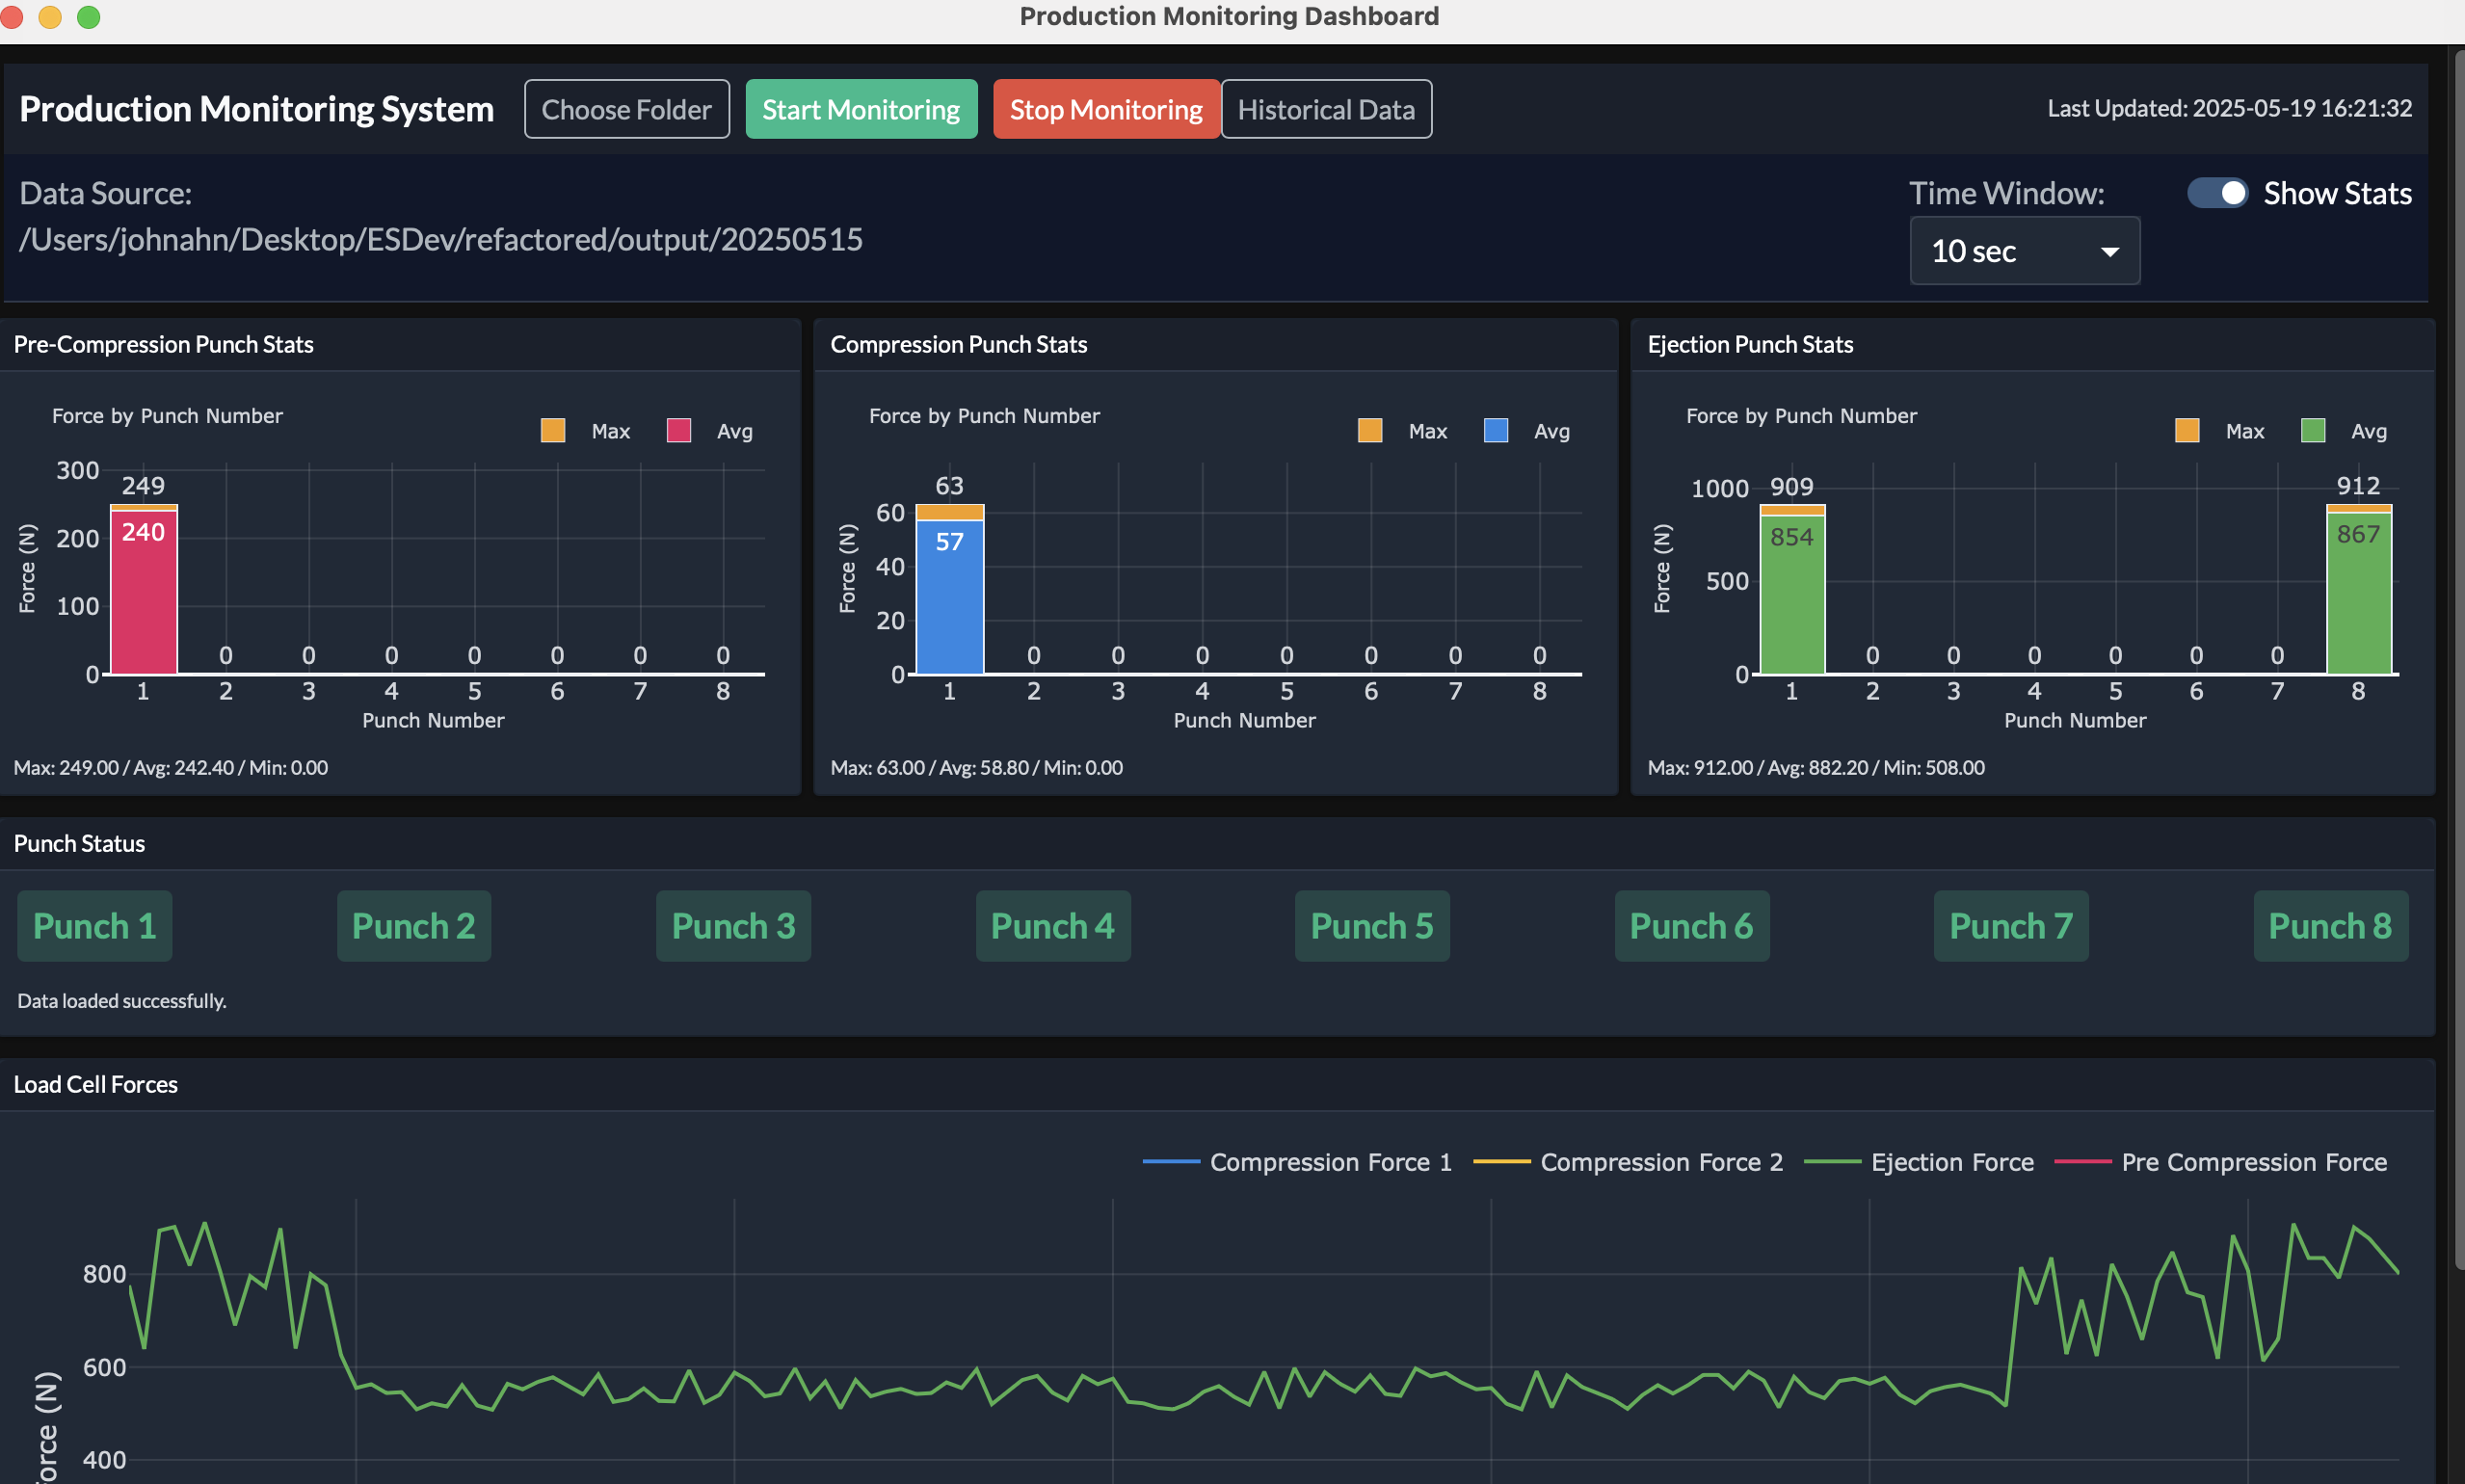 Production Monitoring Dashboard
Production Monitoring System
Choose Folder
Start Monitoring
Stop Monitoring
Historical Data
Last Updated: 2025-05-19 16:21:32
Data Source:
/Users/johnahn/Desktop/ESDev/refactored/output/20250515
Time Window:
10 sec
Show Stats
Pre-Compression Punch Stats
Force by Punch Number
Max
Avg
Force (N)
300
200
100
0
249
240
0 0 0 0 0 0 0
1 2 3 4 5 6 7 8
Punch Number
Max: 249.00 / Avg: 242.40 / Min: 0.00
Compression Punch Stats
Force by Punch Number
Max
Avg
Force (N)
60
40
20
0
63
57
0 0 0 0 0 0 0
1 2 3 4 5 6 7 8
Punch Number
Max: 63.00 / Avg: 58.80 / Min: 0.00
Ejection Punch Stats
Force by Punch Number
Max
Avg
Force (N)
1000
500
0
909
854
0 0 0 0 0 0
912
867
1 2 3 4 5 6 7 8
Punch Number
Max: 912.00 / Avg: 882.20 / Min: 508.00
Punch Status
Punch 1
Punch 2
Punch 3
Punch 4
Punch 5
Punch 6
Punch 7
Punch 8
Data loaded successfully.
Load Cell Forces
Compression Force 1
Compression Force 2
Ejection Force
Pre Compression Force
800
600
400
orce (N)